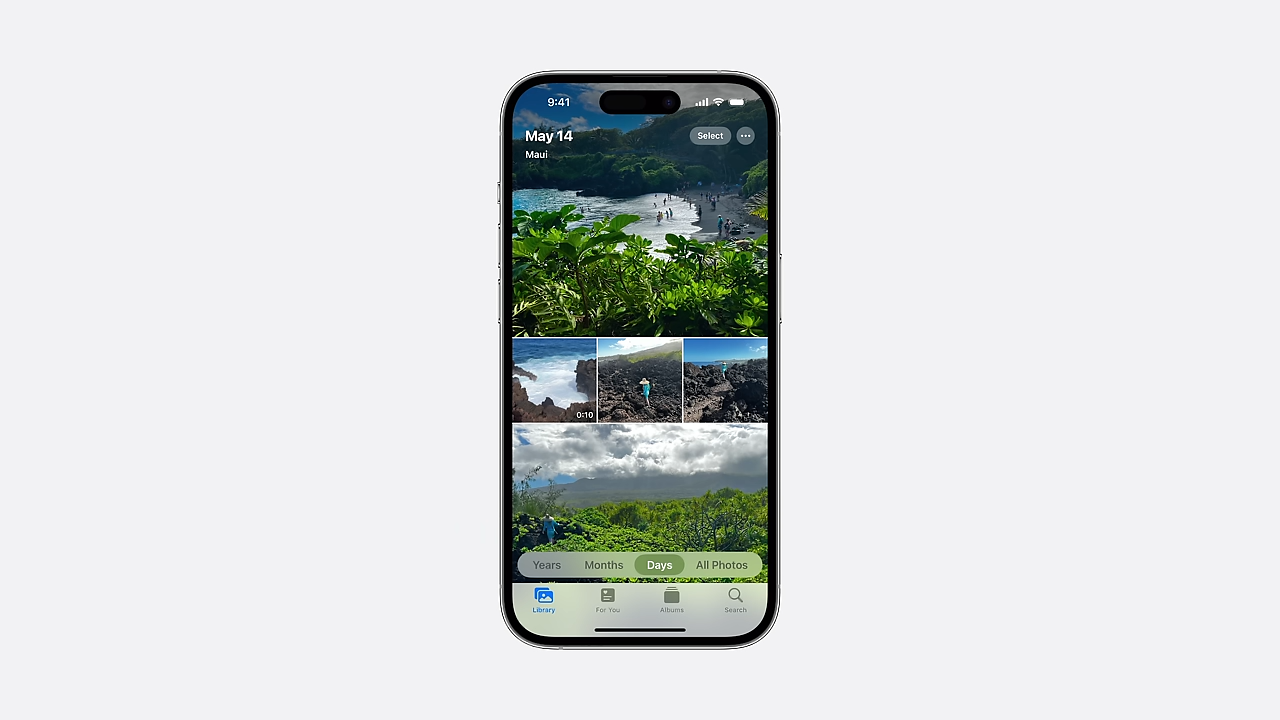 9:41
May 14
Select
Maui
0:10
Years Months Days All Photos
Library For You Albums Search